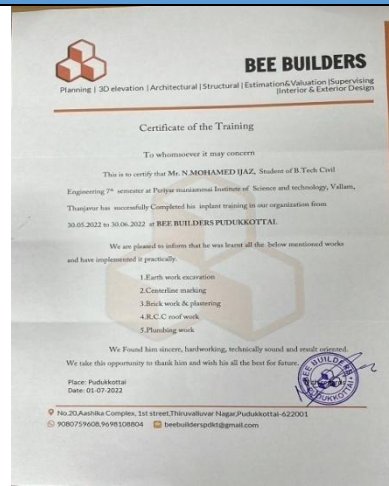 BEE BUILDERS
Planning | 3D elevation | Architectural | Structural | Estimation&Valuation |Supervising
|Interior & Exterior Design
Certificate of the Training
To whomsoever it may concern
This is to certify that Mr. N.MOHAMED IJAZ, Student of B.Tech Civil
Engineering 7th semester at Periyar maniammai Institute of Science and technology, Vallam,
Thanjavur has successfully Completed his inplant training in our organization from
30.05.2022 to 30.06.2022 at BEE BUILDERS PUDUKKOTTAI.
We are pleased to inform that he was learnt all the below mentioned works
and have implemented it practically.
1.Earth work excavation
2.Centerline marking
3.Brick work & plastering
4.R.C.C roof work
5.Plumbing work
We Found him sincere, hardworking, technically sound and result oriented.
We take this opportunity to thank him and wish his all the best for future.
Place: Pudukkottai
Date: 01-07-2022
BEE BUILDERS
PUDUKKOTTAI
No.20,Aashika Complex, 1st street,Thiruvalluvar Nagar,Pudukkottai-622001
9080759608,9698108804 beebuilderspdkt@gmail.com